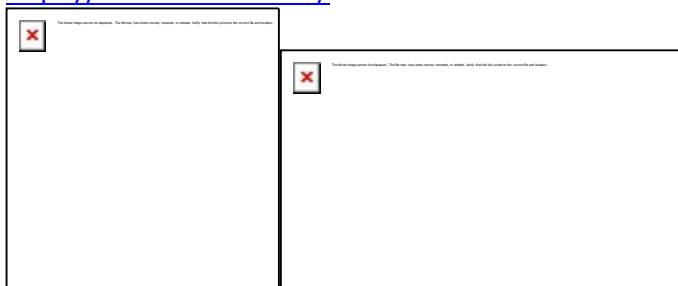 The linked image cannot be displayed. The file may have been moved, renamed, or deleted. Verify that the link points to the correct file and location.
The linked image cannot be displayed. The file may have been moved, renamed, or deleted. Verify that the link points to the correct file and location.